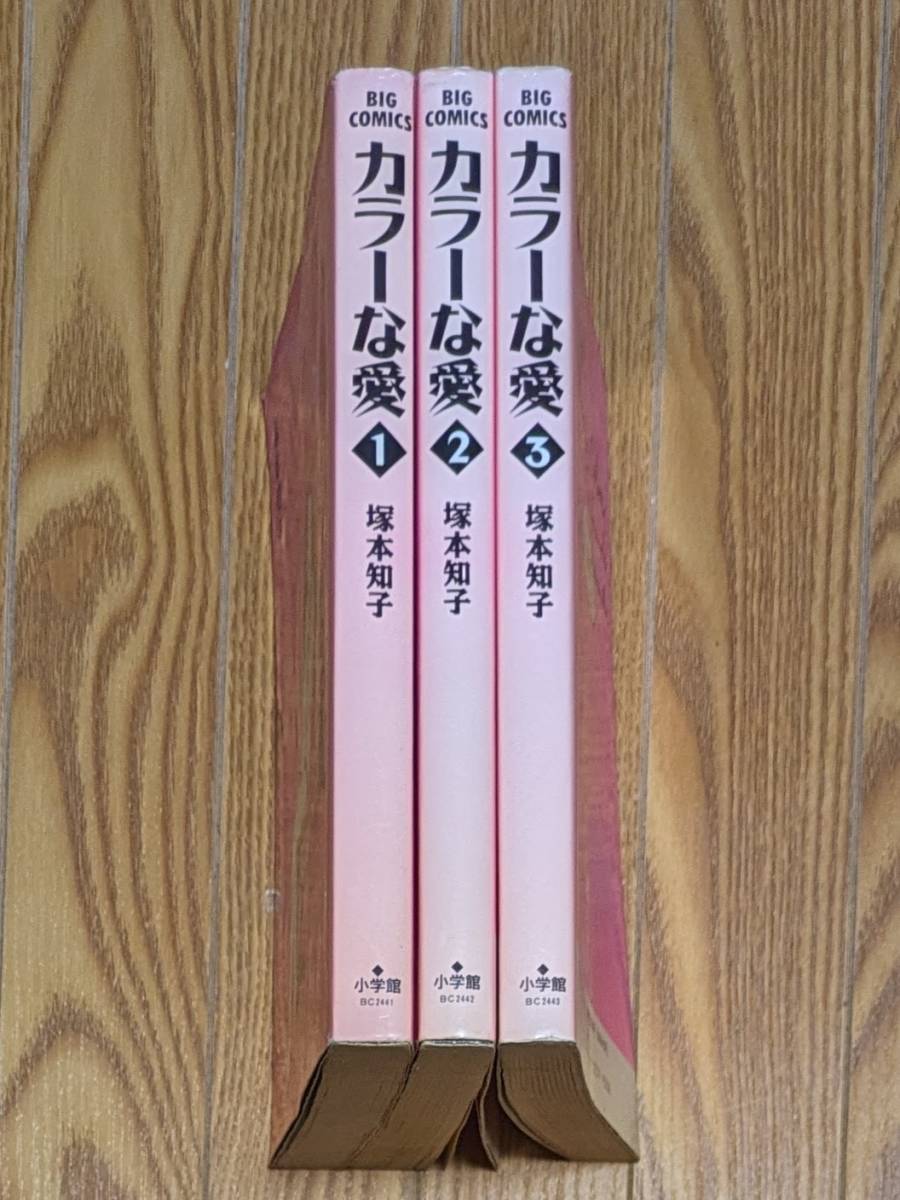 BIG
COMICS
カラーな愛
1
塚本知子
小学館
BC2441
BIG
COMICS
カラーな愛
2
塚本知子
小学館
BC2442
BIG
COMICS
カラーな愛
3
塚本知子
小学館
BC2443